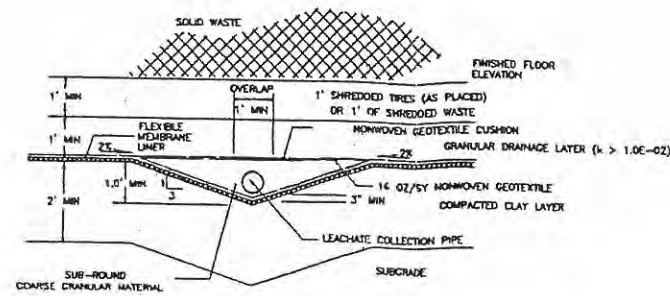 SOLID WASTE
FINISHED FLOOR
ELEVATION
OVERLAP
1' MIN
1' MIN
1' SHREDDED TIRES (AS PLACED)
OR 1' OF SHREDDED WASTE
1' MIN
FLEXIBLE
MEMBRANE
LINER
NONWOVEN GEOTEXTILE CUSHION
GRANULAR DRAINAGE LAYER (k > 1.0E-02)
2%
2%
1.0' MIN
1
3
16 OZ/SY NONWOVEN GEOTEXTILE
3" MIN
COMPACTED CLAY LAYER
2' MIN
LEACHATE COLLECTION PIPE
SUB-ROUND
COARSE GRANULAR MATERIAL
SUBGRADE